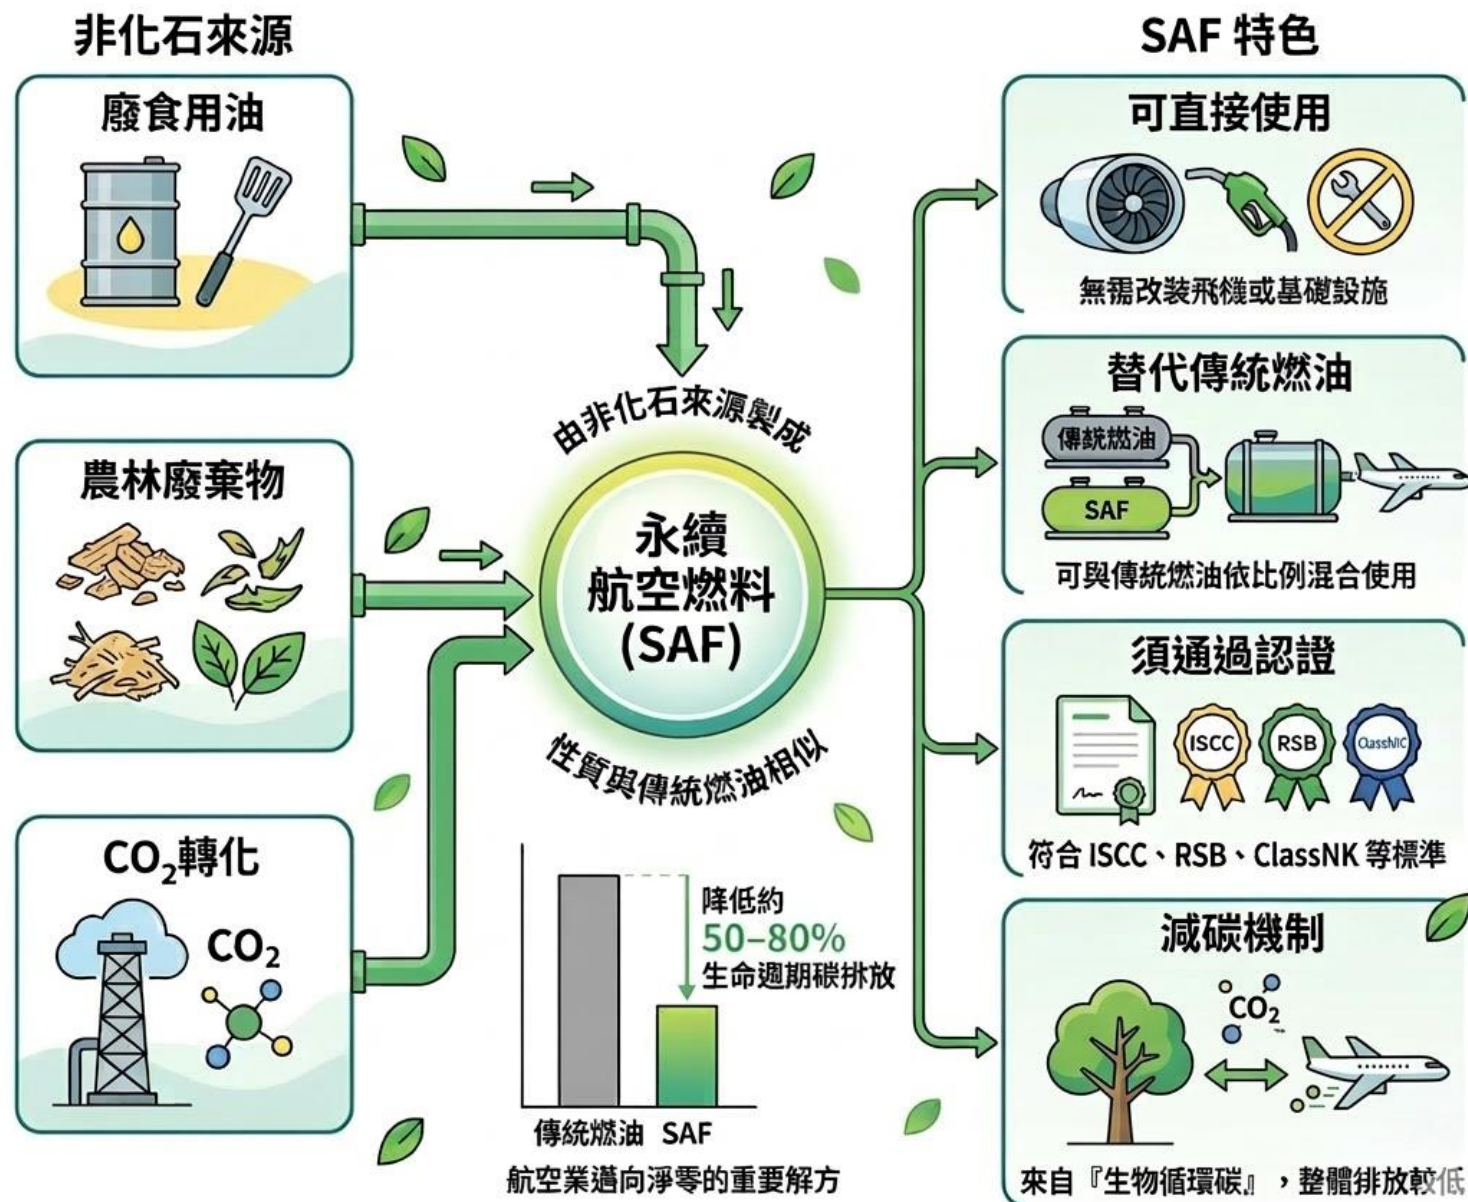 非化石來源
廢食用油
農林廢棄物
CO₂轉化
CO₂
由非化石來源製成
永續
航空燃料
(SAF)
性質與傳統燃油相似
降低約
50–80%
生命週期碳排放
傳統燃油
SAF
航空業邁向淨零的重要解方
SAF 特色
可直接使用
無需改裝飛機或基礎設施
替代傳統燃油
傳統燃油
SAF
可與傳統燃油依比例混合使用
須通過認證
ISCC
RSB
符合 ISCC、RSB、ClassNK 等標準
減碳機制
CO₂
來自『生物循環碳』，整體排放較低